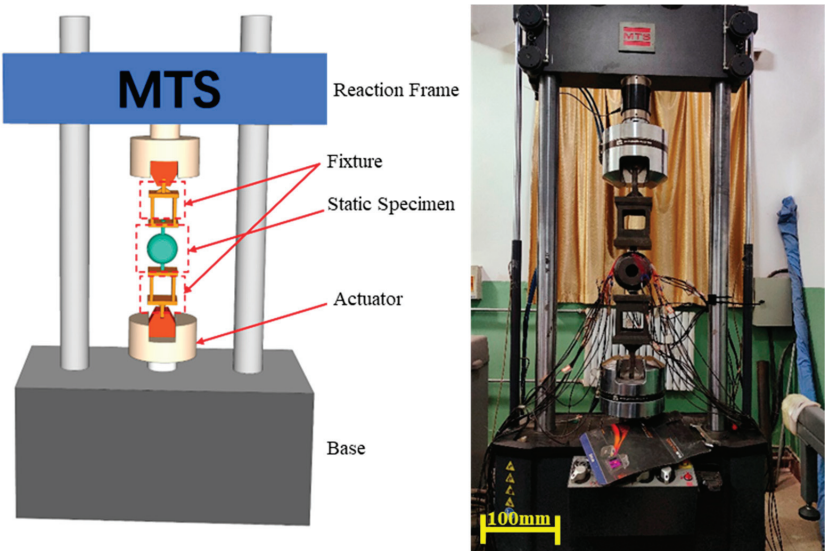 MTS
Reaction Frame
Fixture
Static Specimen
Actuator
Base
MTS
100mm